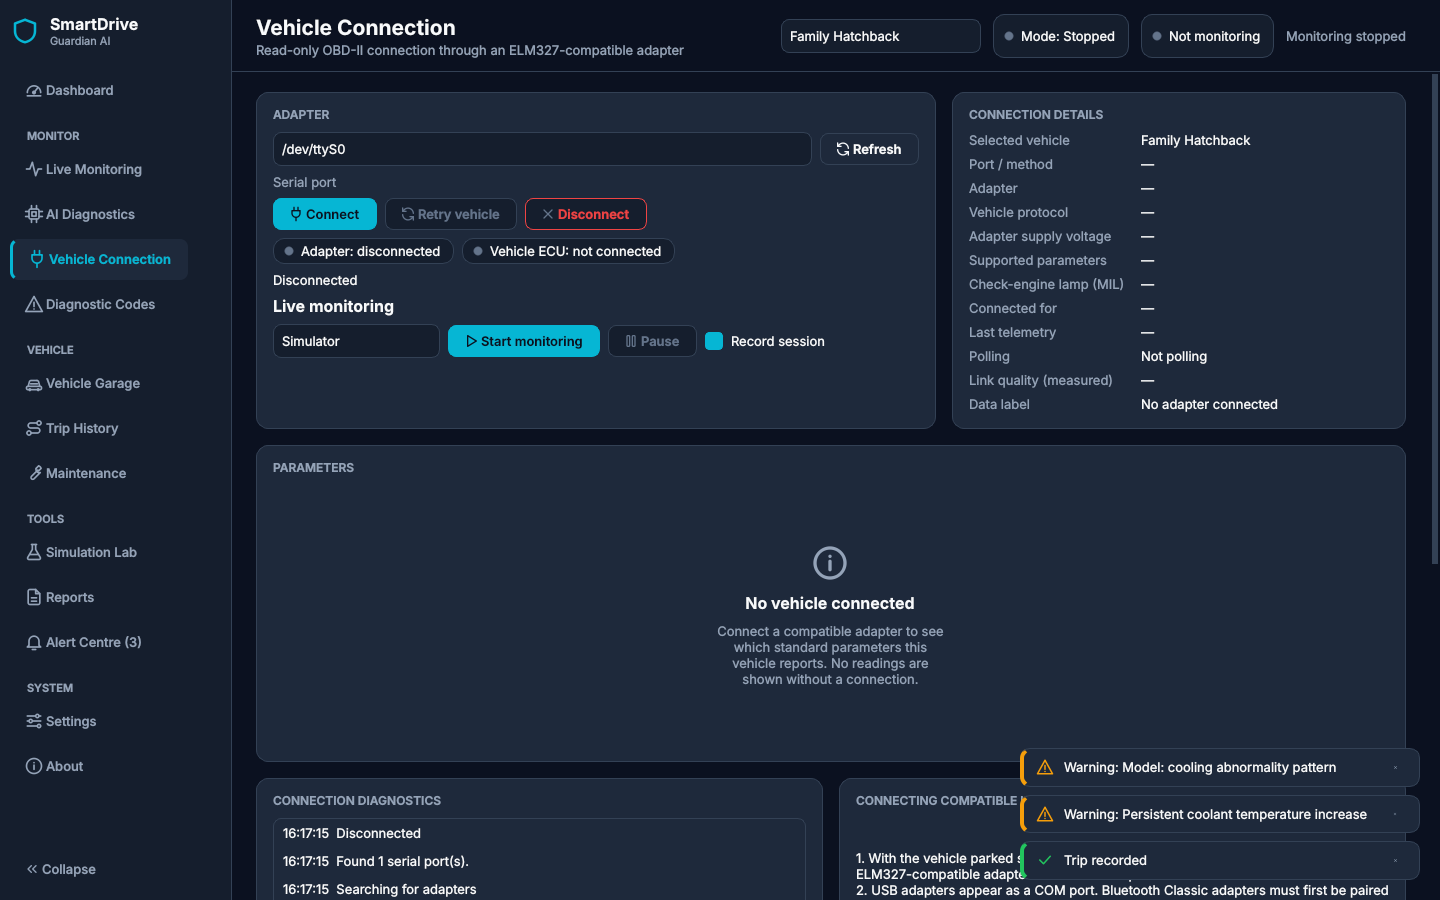 SmartDrive
Guardian AI
Dashboard
MONITOR
Live Monitoring
AI Diagnostics
Vehicle Connection
Diagnostic Codes
VEHICLE
Vehicle Garage
Trip History
Maintenance
TOOLS
Simulation Lab
Reports
Alert Centre (3)
SYSTEM
Settings
About
Collapse
Vehicle Connection
Read-only OBD-II connection through an ELM327-compatible adapter
Family Hatchback
Mode: Stopped
Not monitoring
Monitoring stopped
ADAPTER
/dev/ttyS0
Refresh
Serial port
Connect
Retry vehicle
Disconnect
Adapter: disconnected
Vehicle ECU: not connected
Disconnected
Live monitoring
Simulator
Start monitoring
Pause
Record session
CONNECTION DETAILS
Selected vehicle Family Hatchback
Port / method —
Adapter —
Vehicle protocol —
Adapter supply voltage —
Supported parameters —
Check-engine lamp (MIL) —
Connected for —
Last telemetry —
Polling Not polling
Link quality (measured) —
Data label No adapter connected
PARAMETERS
No vehicle connected
Connect a compatible adapter to see
which standard parameters this
vehicle reports. No readings are
shown without a connection.
CONNECTION DIAGNOSTICS
16:17:15 Disconnected
16:17:15 Found 1 serial port(s).
16:17:15 Searching for adapters
CONNECTING COMPATIBLE
1. With the vehicle parked
ELM327-compatible
2. USB adapters appear as a COM port. Bluetooth Classic adapters must first be paired
Warning: Model: cooling abnormality pattern
Warning: Persistent coolant temperature increase
Trip recorded